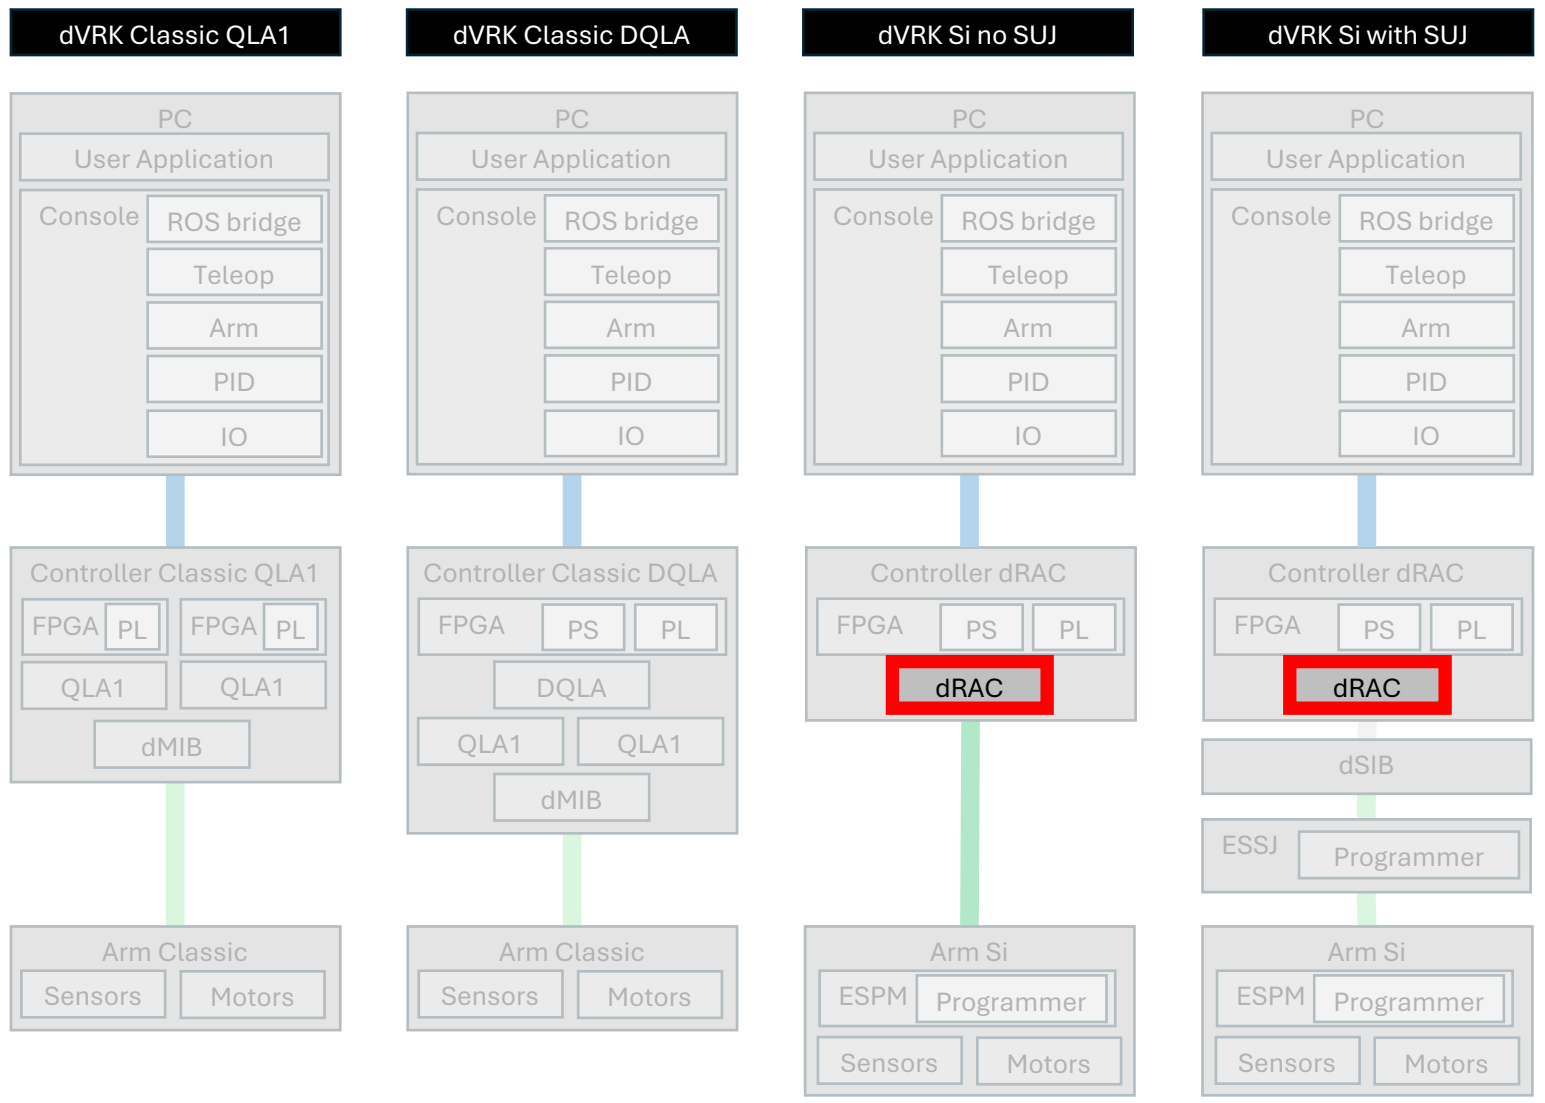 dVRK Classic QLA1
PC
User Application
Console
ROS bridge
Teleop
Arm
PID
IO
Controller Classic QLA1
FPGA
PL
FPGA
PL
QLA1
QLA1
dMIB
Arm Classic
Sensors
Motors
dVRK Classic DQLA
PC
User Application
Console
ROS bridge
Teleop
Arm
PID
IO
Controller Classic DQLA
FPGA
PS
PL
DQLA
QLA1
QLA1
dMIB
Arm Classic
Sensors
Motors
dVRK Si no SUJ
PC
User Application
Console
ROS bridge
Teleop
Arm
PID
IO
Controller dRAC
FPGA
PS
PL
dRAC
Arm Si
ESPM
Programmer
Sensors
Motors
dVRK Si with SUJ
PC
User Application
Console
ROS bridge
Teleop
Arm
PID
IO
Controller dRAC
FPGA
PS
PL
dRAC
dSIB
ESSJ
Programmer
Arm Si
ESPM
Programmer
Sensors
Motors